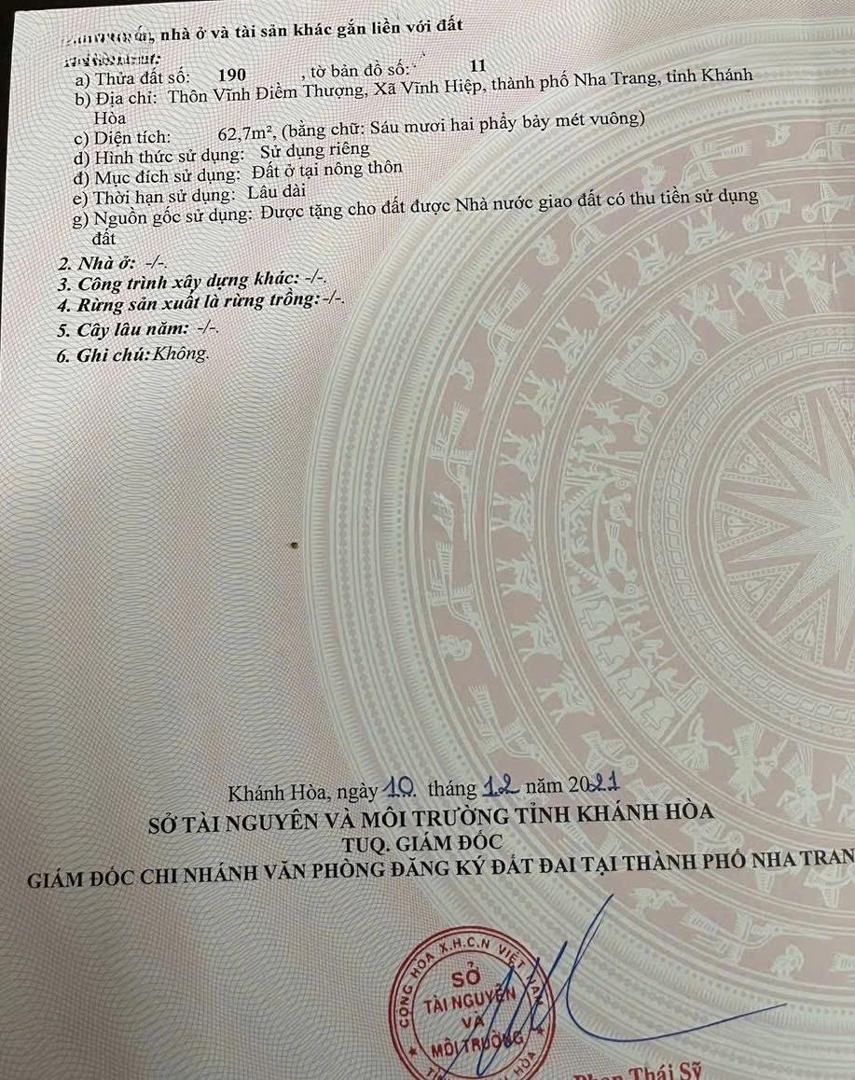 nhà ở và tài sản khác gắn liền với đất
a) Thửa đất số: 190 , tờ bản đồ số: 11
b) Địa chỉ: Thôn Vĩnh Điềm Thượng, Xã Vĩnh Hiệp, thành phố Nha Trang, tỉnh Khánh
Hòa
c) Diện tích: 62,7m², (bằng chữ: Sáu mươi hai phẩy bảy mét vuông)
d) Hình thức sử dụng: Sử dụng riêng
đ) Mục đích sử dụng: Đất ở tại nông thôn
e) Thời hạn sử dụng: Lâu dài
g) Nguồn gốc sử dụng: Được tặng cho đất được Nhà nước giao đất có thu tiền sử dụng
đất
2. Nhà ở: -/-.
3. Công trình xây dựng khác: -/-.
4. Rừng sản xuất là rừng trồng: -/-.
5. Cây lâu năm: -/-.
6. Ghi chú: Không.
Khánh Hòa, ngày 10 tháng 12 năm 2021
SỞ TÀI NGUYÊN VÀ MÔI TRƯỜNG TỈNH KHÁNH HÒA
TUQ. GIÁM ĐỐC
GIÁM ĐỐC CHI NHÁNH VĂN PHÒNG ĐĂNG KÝ ĐẤT ĐAI TẠI THÀNH PHỐ NHA TRAN
CỘNG HÒA X.H.C.N VIỆT NAM
SỞ
TÀI NGUYÊN
VÀ
MÔI TRƯỜNG
Phan Thái Sỹ